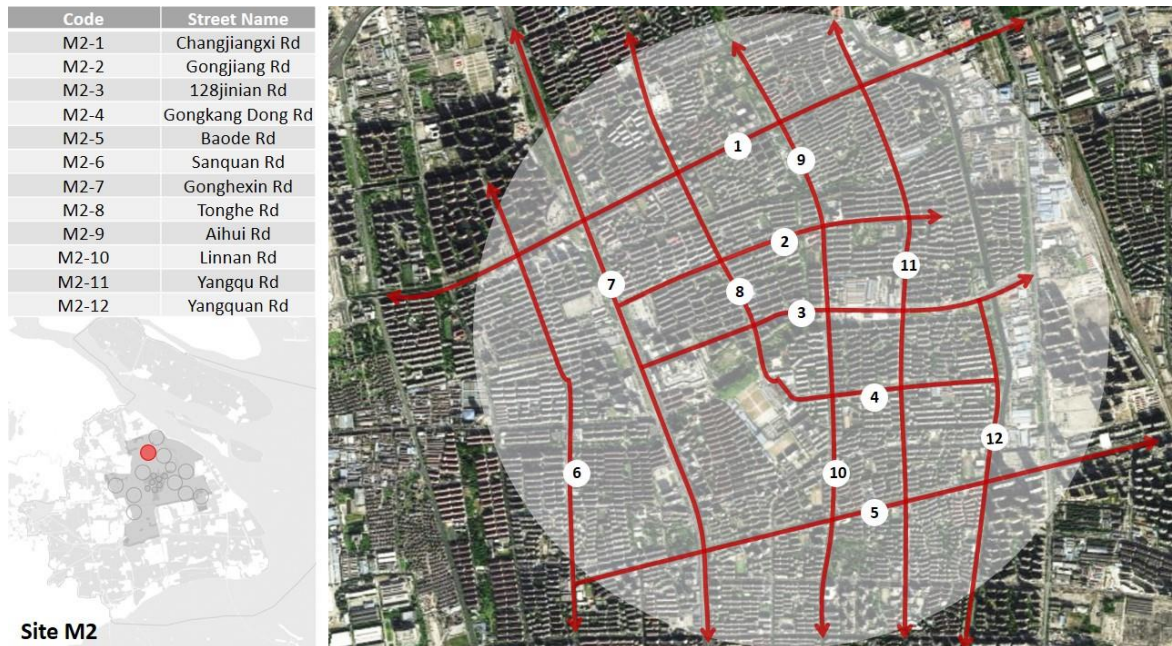 Code Street Name
M2-1 Changjiangxi Rd
M2-2 Gongjiang Rd
M2-3 128jinian Rd
M2-4 Gongkang Dong Rd
M2-5 Baode Rd
M2-6 Sanquan Rd
M2-7 Gonghexin Rd
M2-8 Tonghe Rd
M2-9 Aihui Rd
M2-10 Linnan Rd
M2-11 Yangqu Rd
M2-12 Yangquan Rd
Site M2
1
9
2
11
7
8
3
4
12
6
10
5